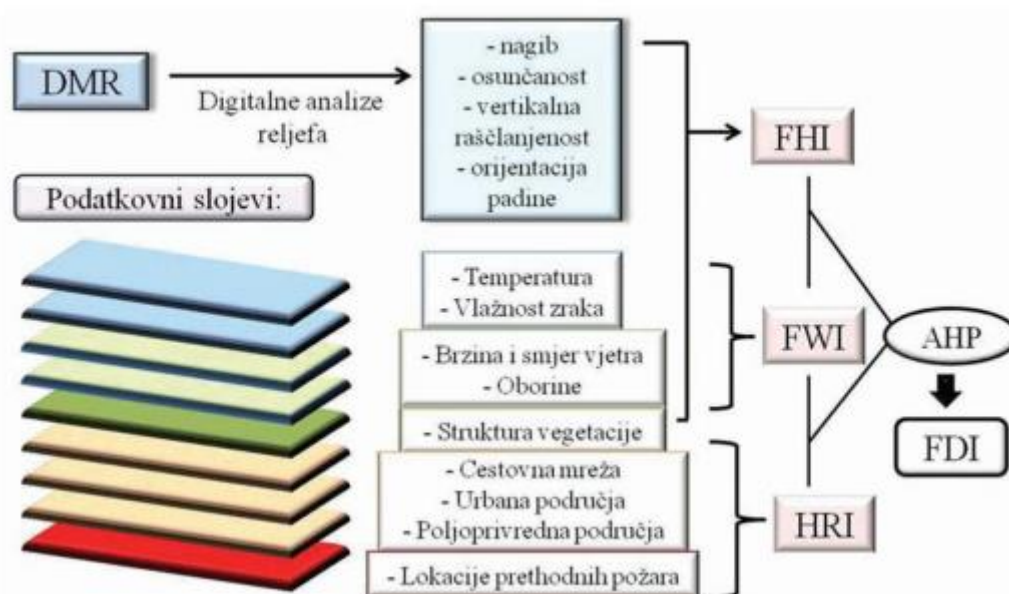 DMR
Digitalne analize
reljefa
- nagib
- osunčanost
- vertikalna
raščlanjenost
- orijentacija
padine
FHI
Podatkovni slojevi:
- Temperatura
- Vlažnost zraka
- Brzina i smjer vjetra
- Oborine
- Struktura vegetacije
- Cestovna mreža
- Urbana područja
- Poljoprivredna područja
- Lokacije prethodnih požara
FWI
AHP
FDI
HRI